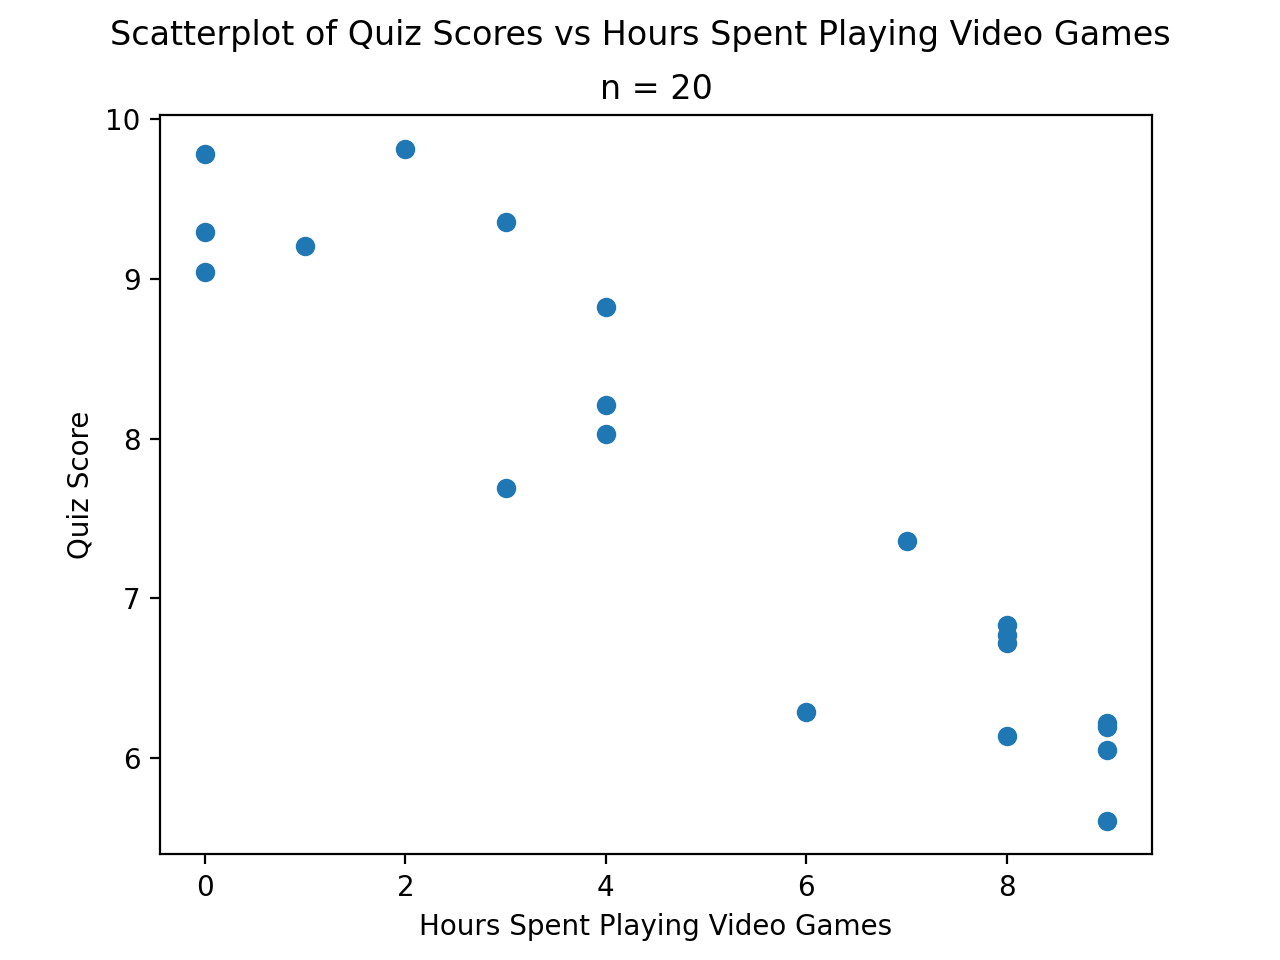 Scatterplot of Quiz Scores vs Hours Spent Playing Video Games
n = 20
10
9
8
7
6
Quiz Score
0 2 4 6 8
Hours Spent Playing Video Games